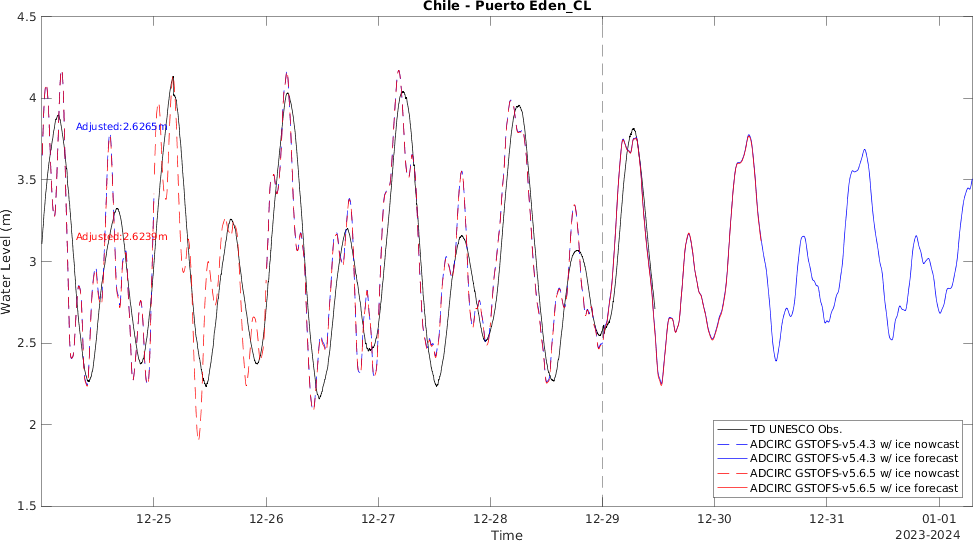 Chile - Puerto Eden_CL
4.5
4
3.5
3
2.5
2
1.5
Water Level (m)
Adjusted:2.6265m
Adjusted:2.6239m
TD UNESCO Obs.
ADCIRC GSTOFS-v5.4.3 w/ ice nowcast
ADCIRC GSTOFS-v5.4.3 w/ ice forecast
ADCIRC GSTOFS-v5.6.5 w/ ice nowcast
ADCIRC GSTOFS-v5.6.5 w/ ice forecast
12-25 12-26 12-27 12-28 12-29 12-30 12-31 01-01
Time
2023-2024